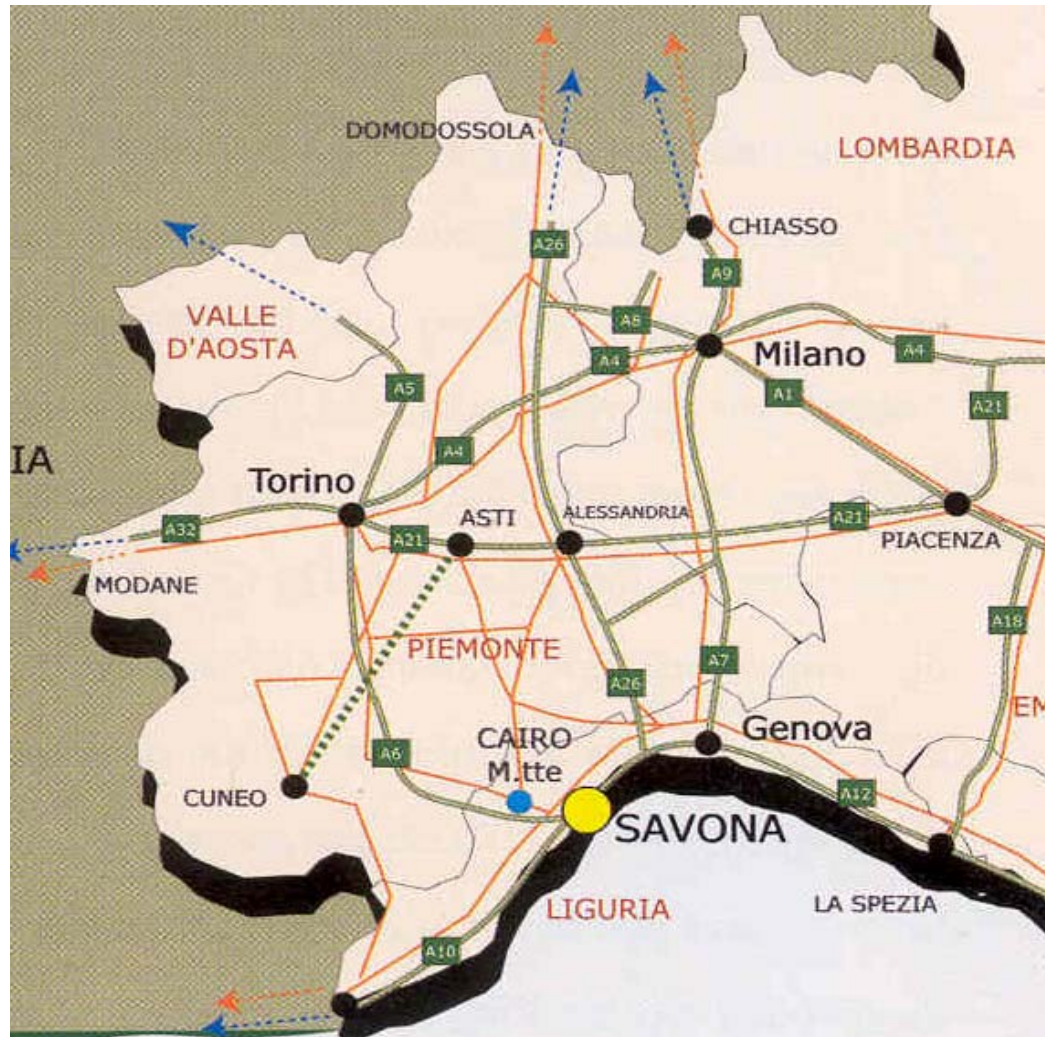 DOMODOSSOLA
LOMBARDIA
CHIASSO
A26
A9
VALLE
D'AOSTA
A8
A4
Milano
A4
A5
A1
A21
A4
IA
Torino
A32
A21
ASTI
ALESSANDRIA
A21
PIACENZA
MODANE
A18
PIEMONTE
A7
A26
EM
A6
CAIRO
M.tte
Genova
CUNEO
A12
SAVONA
LIGURIA
LA SPEZIA
A10